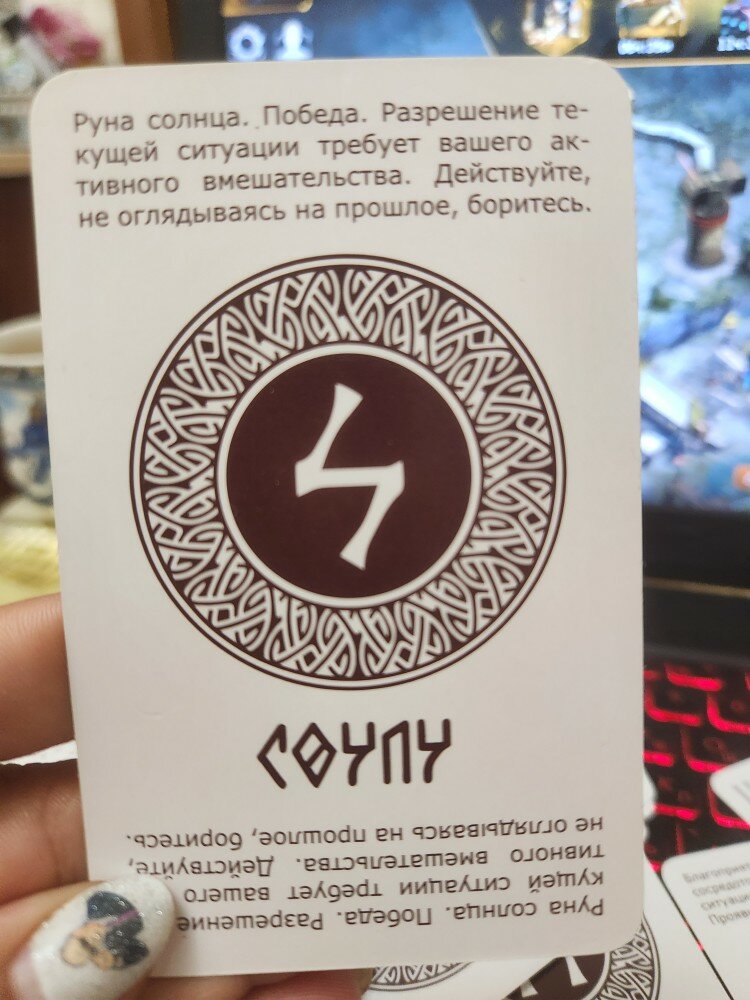 Руна солнца. Победа. Разрешение те-
кущей ситуации требует вашего ак-
тивного вмешательства. Действуйте,
не оглядываясь на прошлое, боритесь.
СОУЛУ
Руна солнца. Победа. Разрешение
кущей ситуации требует вашего
тивного вмешательства. Действуйте,
не оглядываясь на прошлое, боритесь.